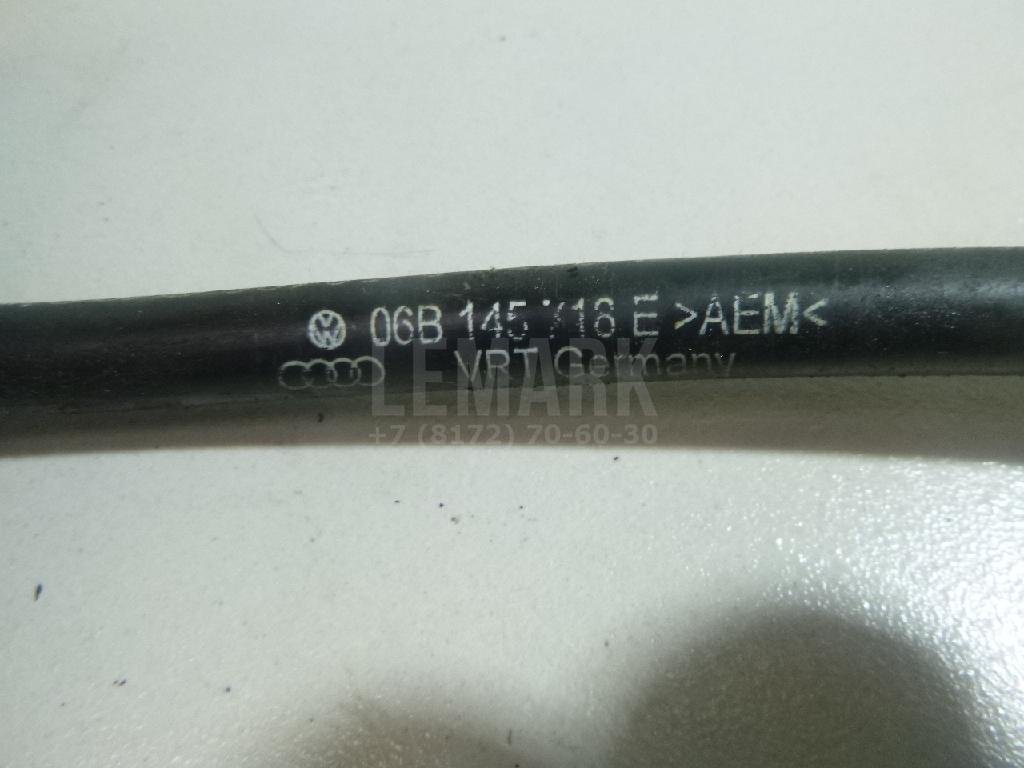 06B 145 718 E >AEM<
VRT Germany
LEMARK
+7 (8172) 70-60-30